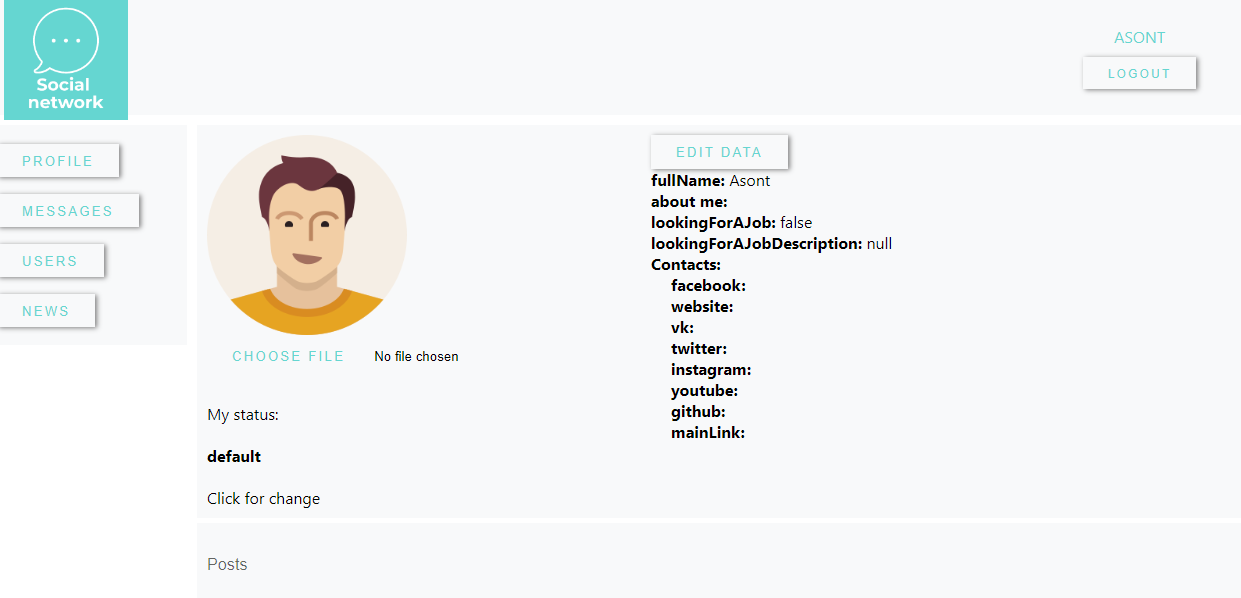 Social
network
ASONT
LOGOUT
PROFILE
MESSAGES
USERS
NEWS
CHOOSE FILE No file chosen
My status:
default
Click for change
EDIT DATA
fullName: Asont
about me:
lookingForAJob: false
lookingForAJobDescription: null
Contacts:
facebook:
website:
vk:
twitter:
instagram:
youtube:
github:
mainLink:
Posts